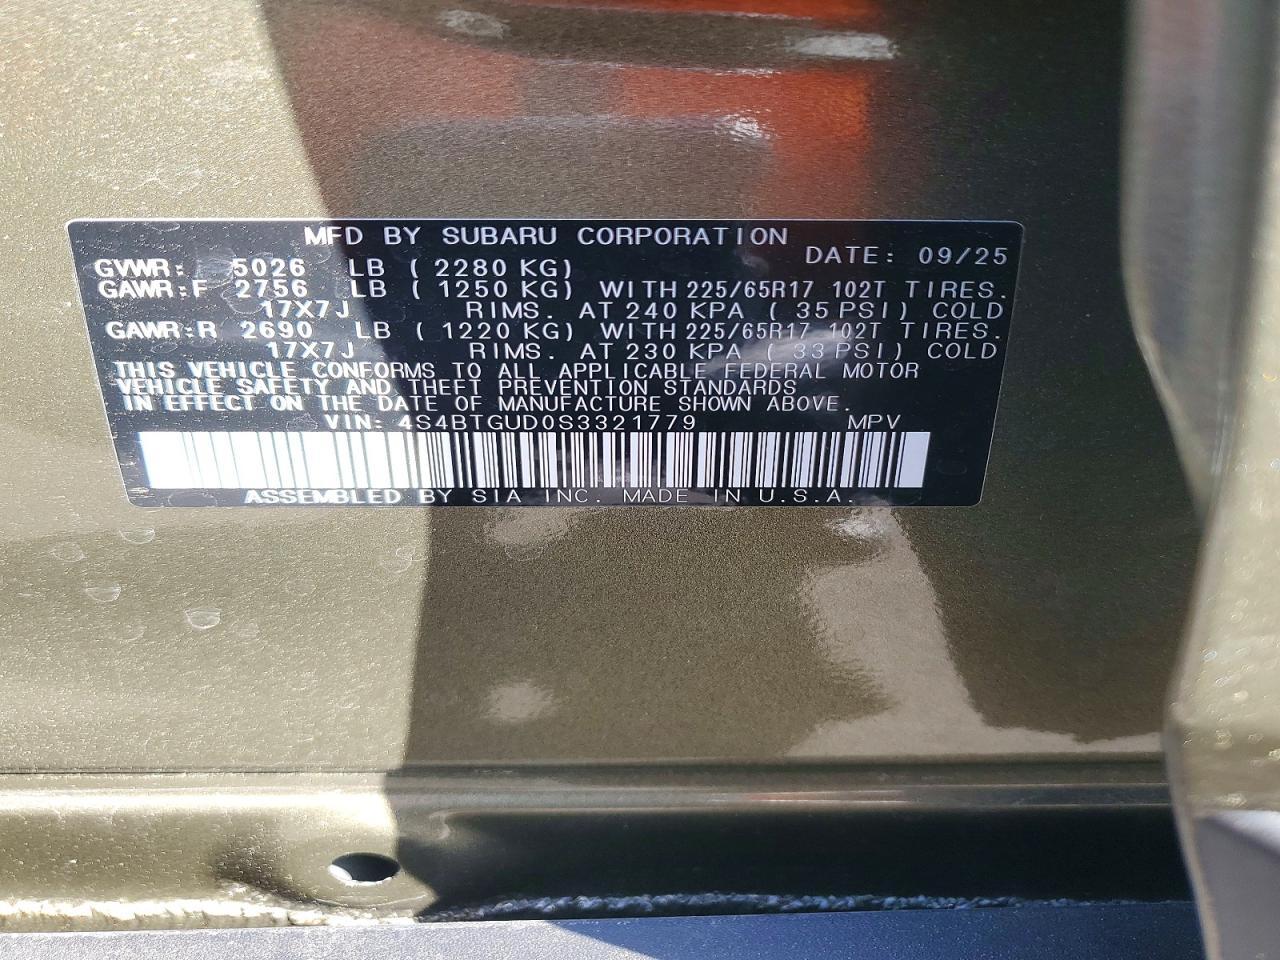 MFD BY SUBARU CORPORATION
DATE: 09/25
GVWR: 5026 LB ( 2280 KG)
GAWR:F 2756 LB ( 1250 KG) WITH 225/65R17 102T TIRES.
17X7J RIMS. AT 240 KPA ( 35 PSI) COLD
GAWR:R 2690 LB ( 1220 KG) WITH 225/65R17 102T TIRES.
17X7J RIMS. AT 230 KPA ( 33 PSI) COLD
THIS VEHICLE CONFORMS TO ALL APPLICABLE FEDERAL MOTOR
VEHICLE SAFETY AND THEFT PREVENTION STANDARDS
IN EFFECT ON THE DATE OF MANUFACTURE SHOWN ABOVE.
VIN: 4S4BTGUD0S3321779 MPV
ASSEMBLED BY SIA INC. MADE IN U.S.A.